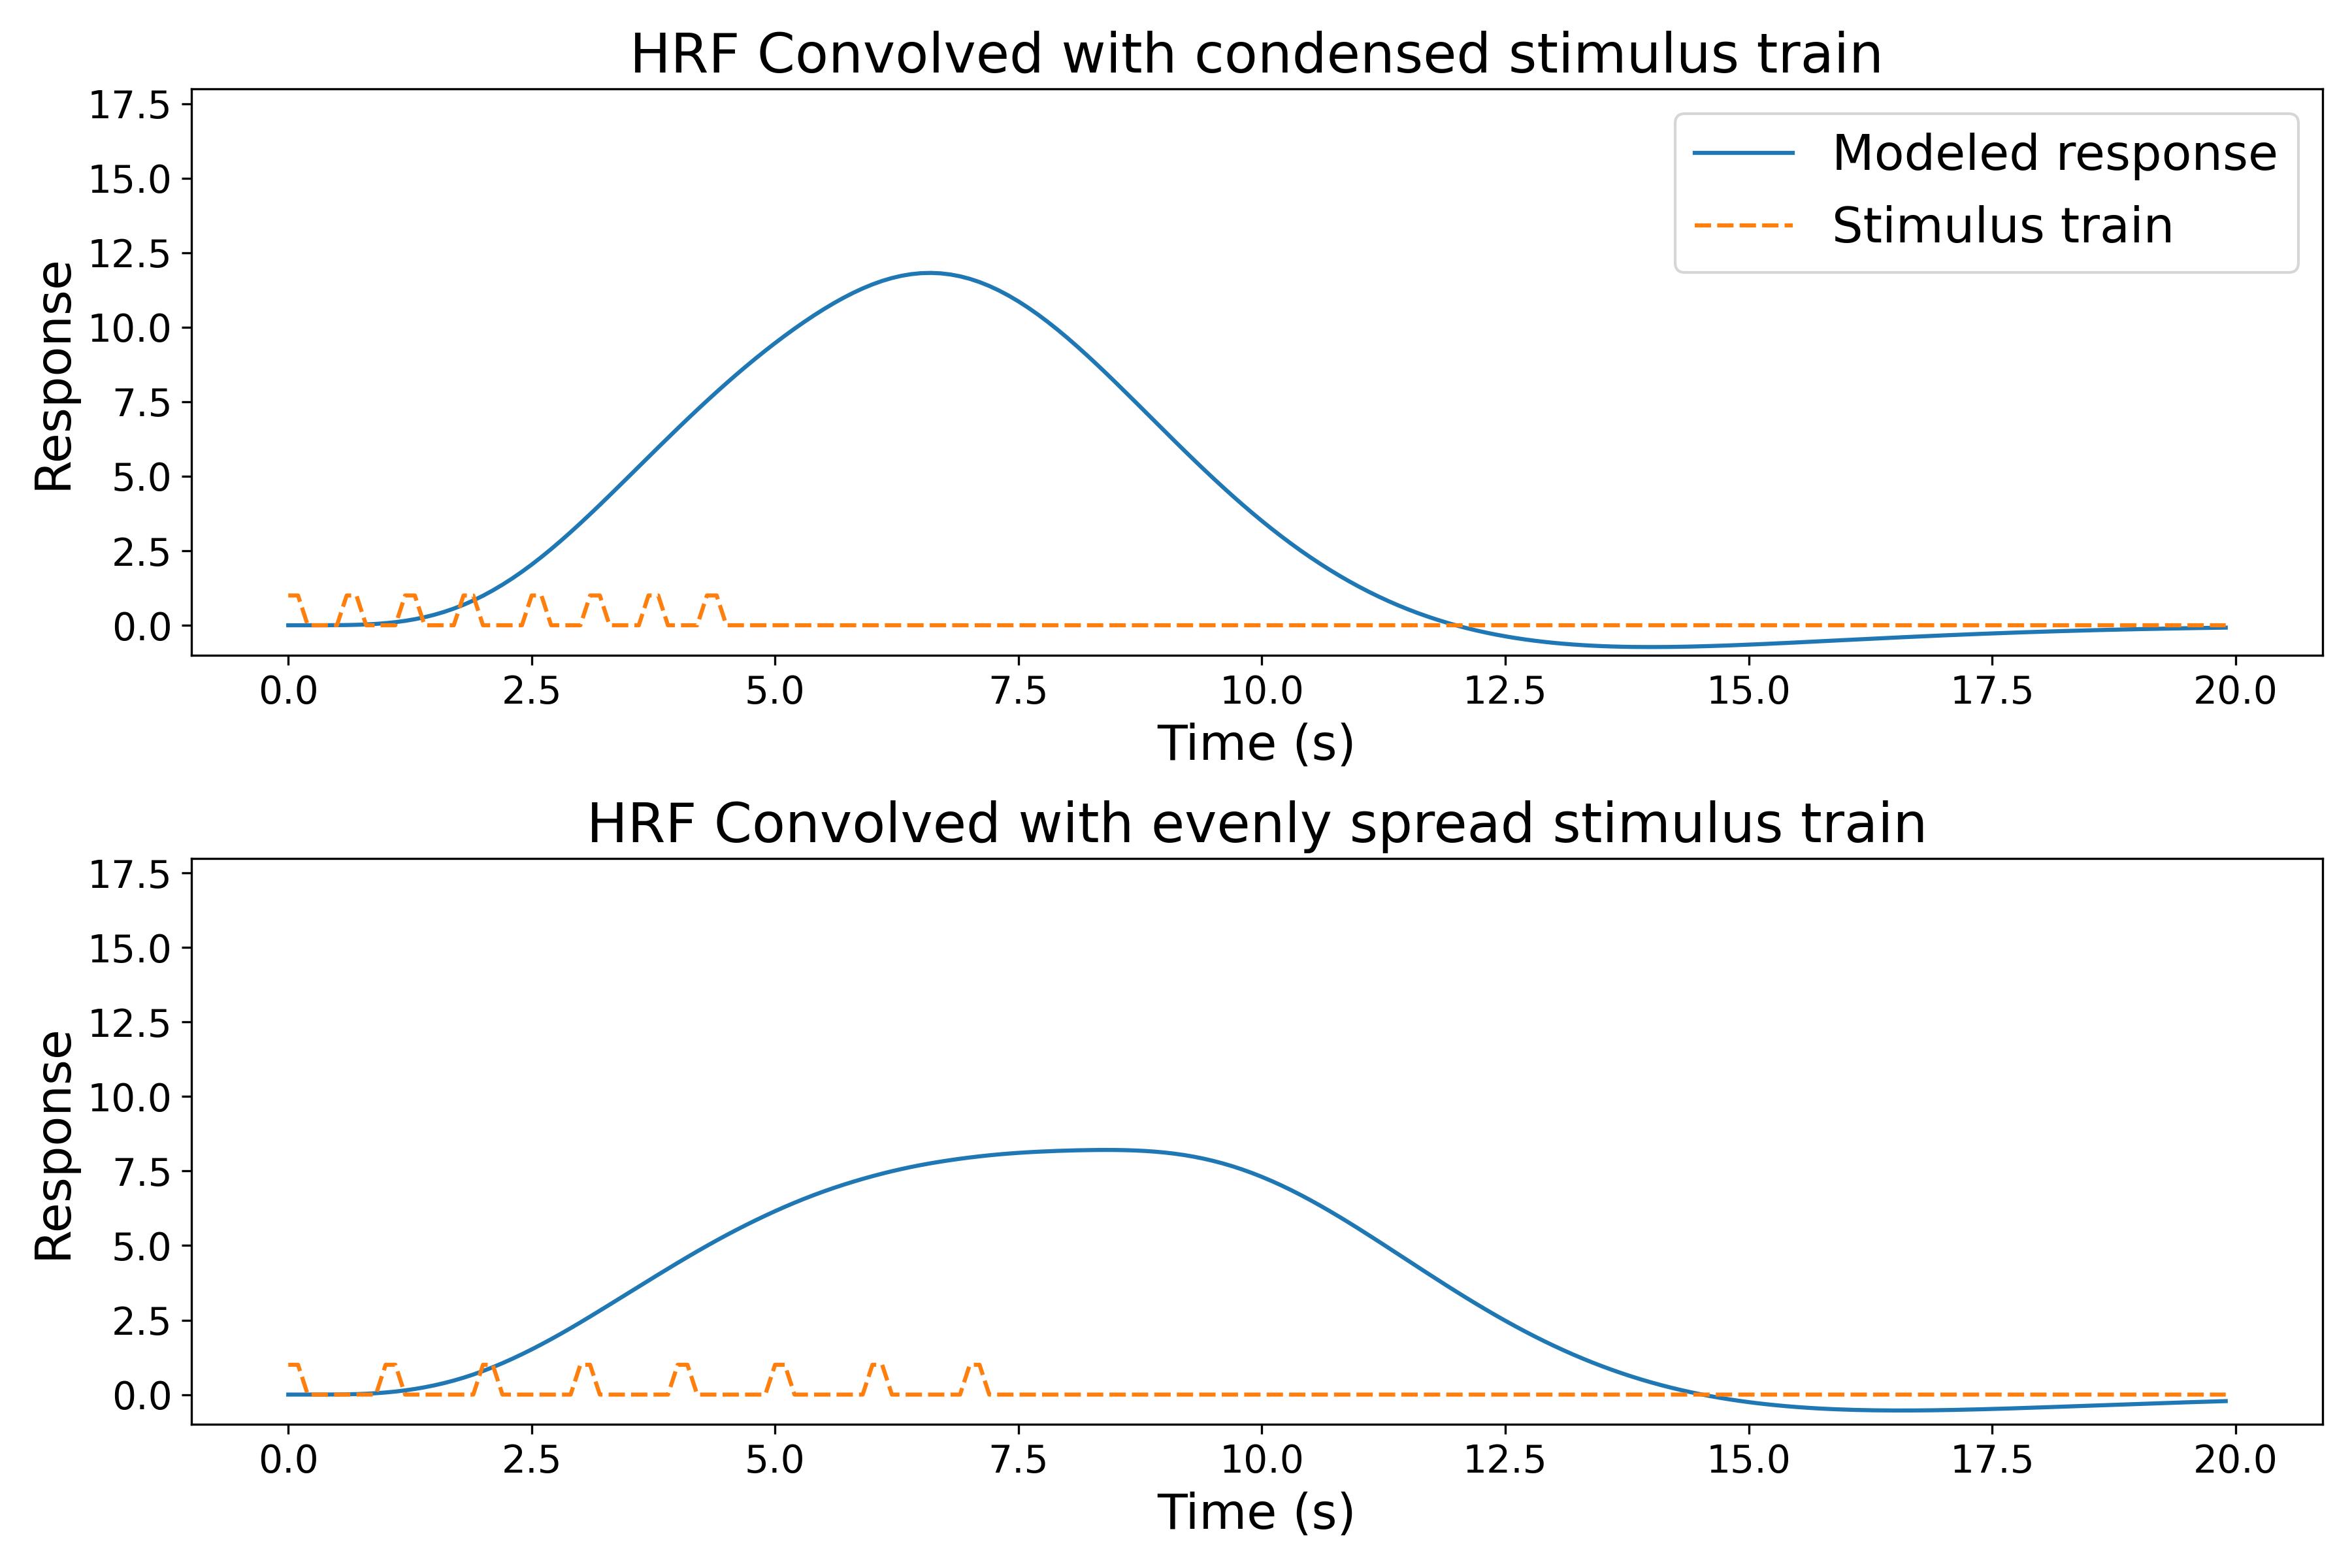 HRF Convolved with condensed stimulus train
17.5
15.0
12.5
10.0
7.5
5.0
2.5
0.0
Response
Modeled response
Stimulus train
0.0 2.5 5.0 7.5 10.0 12.5 15.0 17.5 20.0
Time (s)
HRF Convolved with evenly spread stimulus train
17.5
15.0
12.5
10.0
7.5
5.0
2.5
0.0
Response
0.0 2.5 5.0 7.5 10.0 12.5 15.0 17.5 20.0
Time (s)